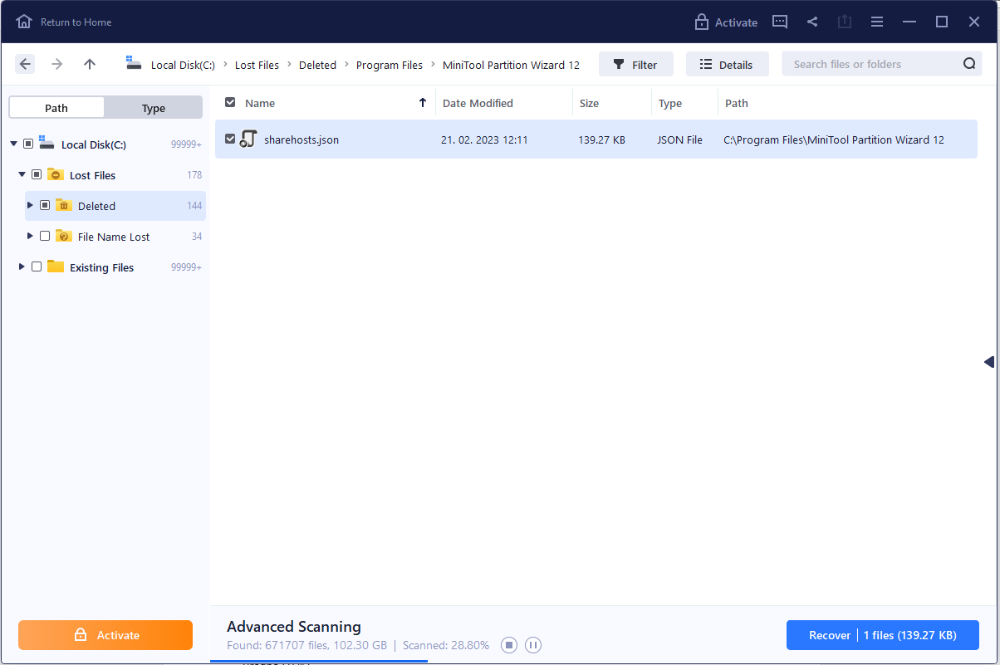 Return to Home
Activate
Local Disk(C:) › Lost Files › Deleted › Program Files › MiniTool Partition Wizard 12
Filter
Details
Search files or folders
Path
Type
Local Disk(C:) 99999+
Lost Files 178
Deleted 144
File Name Lost 34
Existing Files 99999+
Name Date Modified Size Type Path
sharehosts.json 21. 02. 2023 12:11 139.27 KB JSON File C:\Program Files\MiniTool Partition Wizard 12
Activate
Advanced Scanning
Found: 671707 files, 102.30 GB | Scanned: 28.80%
Recover | 1 files (139.27 KB)